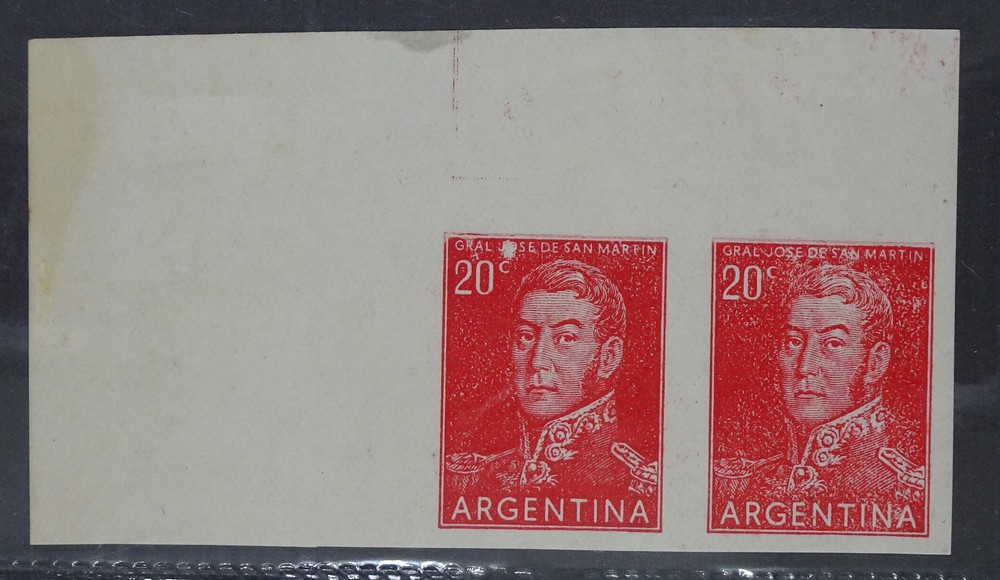 GRAL JOSE DE SAN MARTIN
20c
ARGENTINA
GRAL JOSE DE SAN MARTIN
20c
ARGENTINA